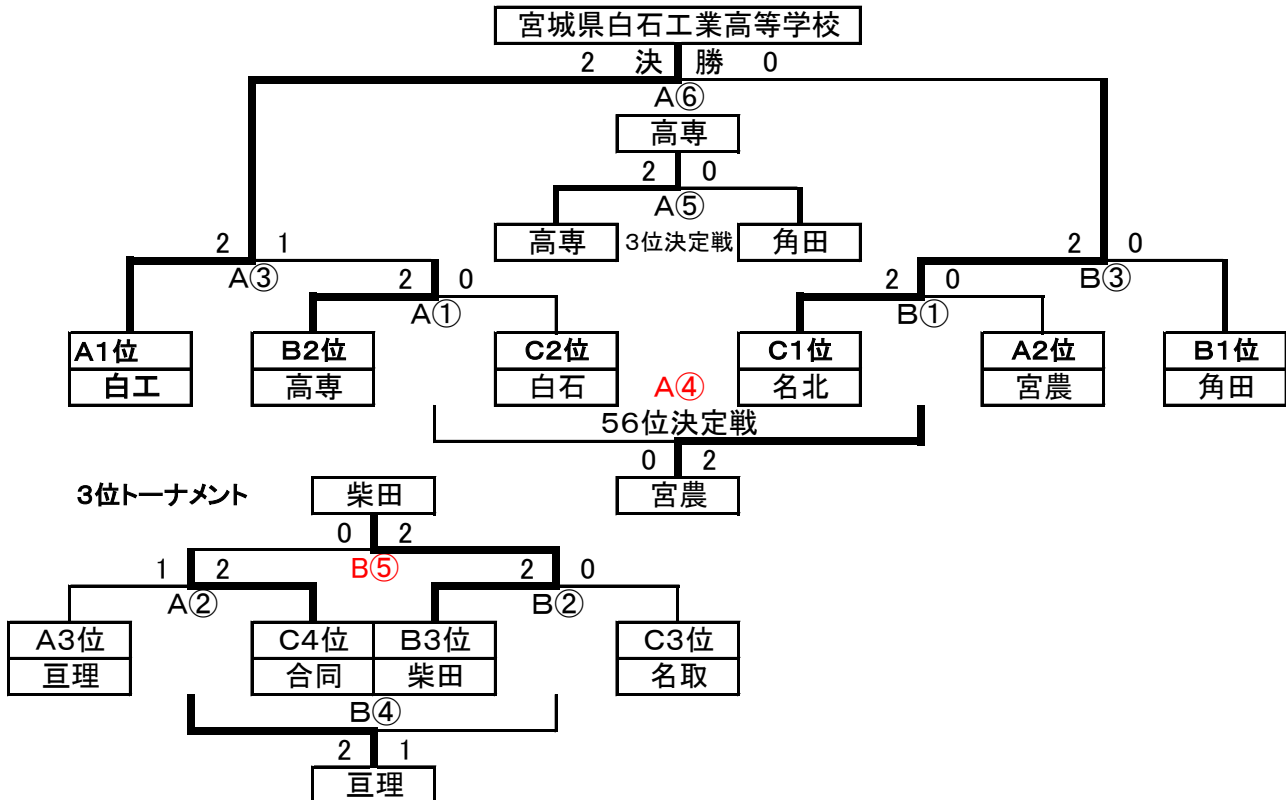 宮城県白石工業高等学校
2 決 勝 0
A⑥
高専
2 0
A⑤
高専 3位決定戦 角田
2 1 2 0
A③ B③
2 0 2 0
A① B①
A1位 B2位 C2位 C1位 A2位 B1位
白工 高専 白石 A④ 名北 宮農 角田
56位決定戦
0 2
3位トーナメント 柴田 宮農
0 2
B⑤
1 2 2 0
A② B②
A3位 C4位 B3位 C3位
亘理 合同 柴田 名取
B④
2 1
亘理